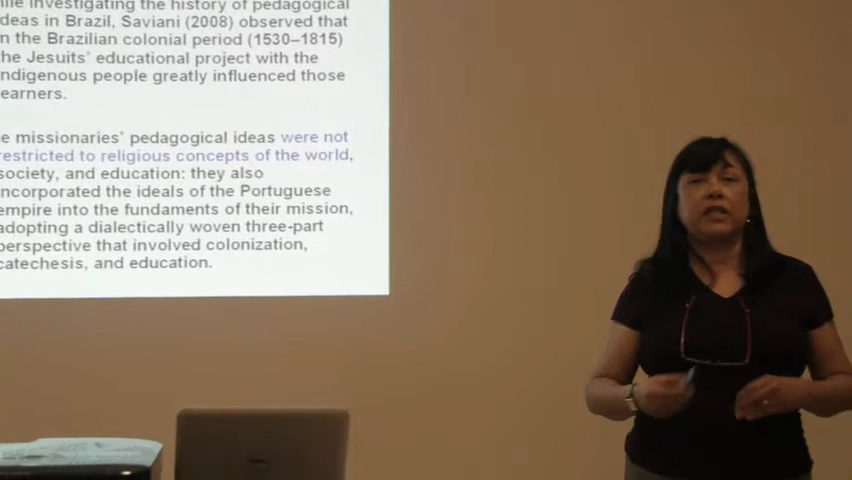 hile investigating the history of pedagogical
ideas in Brazil, Saviani (2008) observed that
in the Brazilian colonial period (1530–1815)
the Jesuits' educational project with the
indigenous people greatly influenced those
earners.
e missionaries' pedagogical ideas were not
restricted to religious concepts of the world,
society, and education: they also
incorporated the ideals of the Portuguese
empire into the fundaments of their mission,
adopting a dialectically woven three-part
perspective that involved colonization,
catechesis, and education.